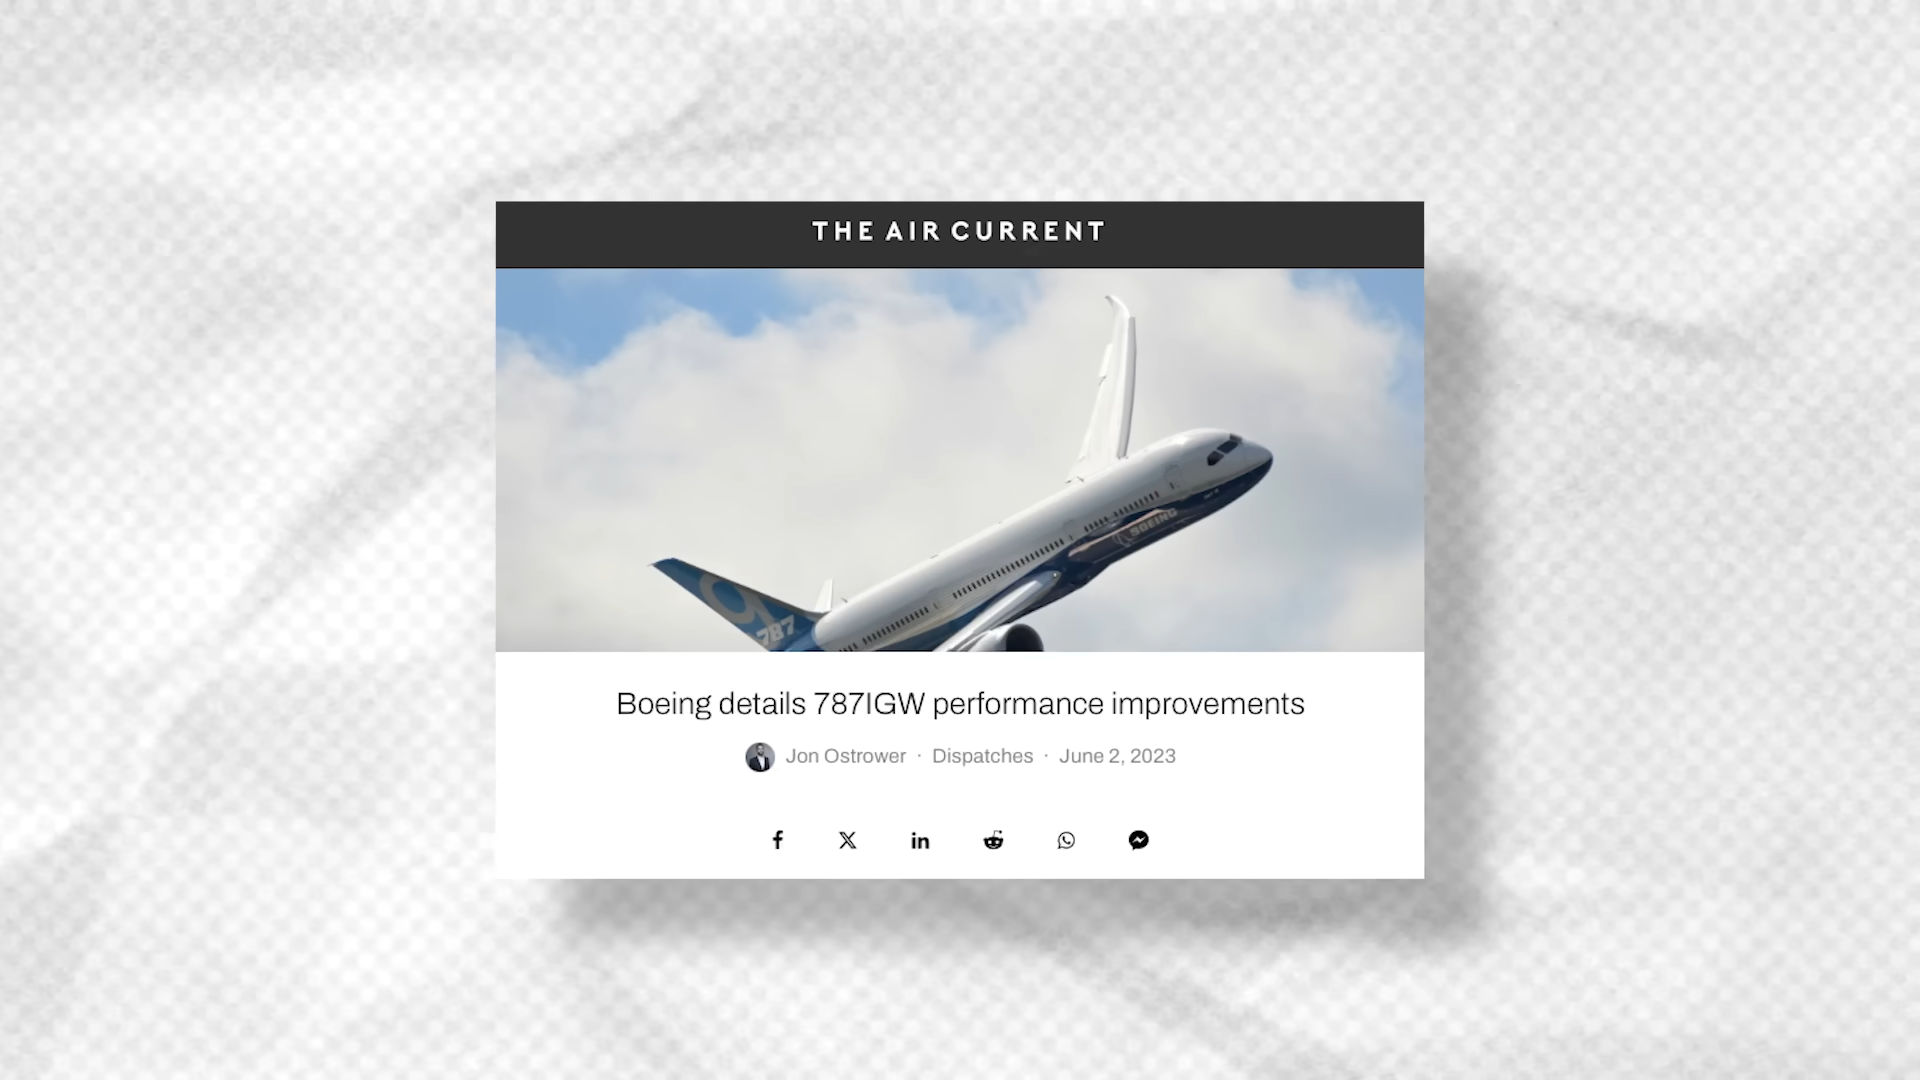 THE AIR CURRENT
BOEING
787
Boeing details 787IGW performance improvements
Jon Ostrower · Dispatches · June 2, 2023